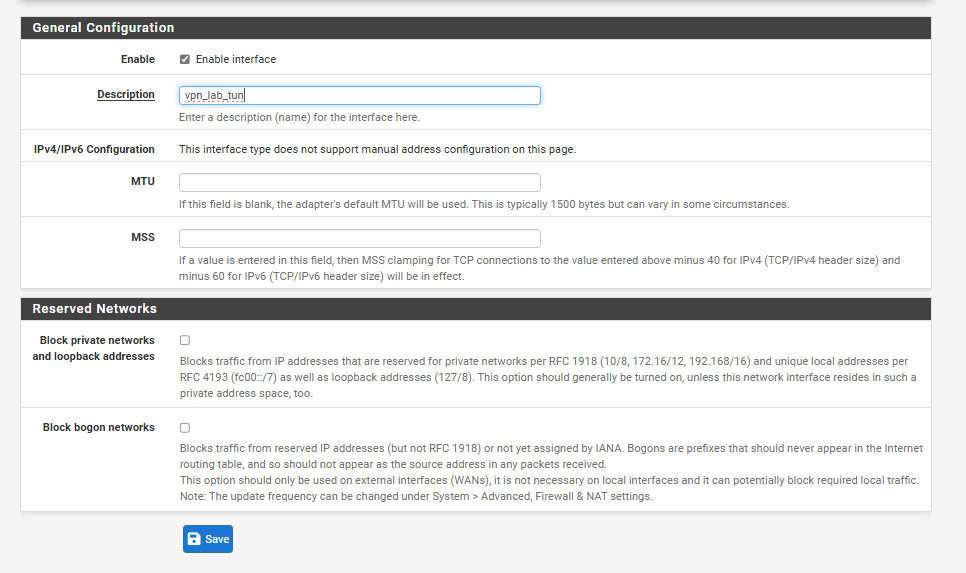 General Configuration
Enable
Enable interface
Description
vpn_lab_tun
Enter a description (name) for the interface here.
IPv4/IPv6 Configuration
This interface type does not support manual address configuration on this page.
MTU
If this field is blank, the adapter's default MTU will be used. This is typically 1500 bytes but can vary in some circumstances.
MSS
If a value is entered in this field, then MSS clamping for TCP connections to the value entered above minus 40 for IPv4 (TCP/IPv4 header size) and
minus 60 for IPv6 (TCP/IPv6 header size) will be in effect.
Reserved Networks
Block private networks
and loopback addresses
Blocks traffic from IP addresses that are reserved for private networks per RFC 1918 (10/8, 172.16/12, 192.168/16) and unique local addresses per
RFC 4193 (fc00::/7) as well as loopback addresses (127/8). This option should generally be turned on, unless this network interface resides in such a
private address space, too.
Block bogon networks
Blocks traffic from reserved IP addresses (but not RFC 1918) or not yet assigned by IANA. Bogons are prefixes that should never appear in the Internet
routing table, and so should not appear as the source address in any packets received.
This option should only be used on external interfaces (WANs), it is not necessary on local interfaces and it can potentially block required local traffic.
Note: The update frequency can be changed under System > Advanced, Firewall & NAT settings.
Save